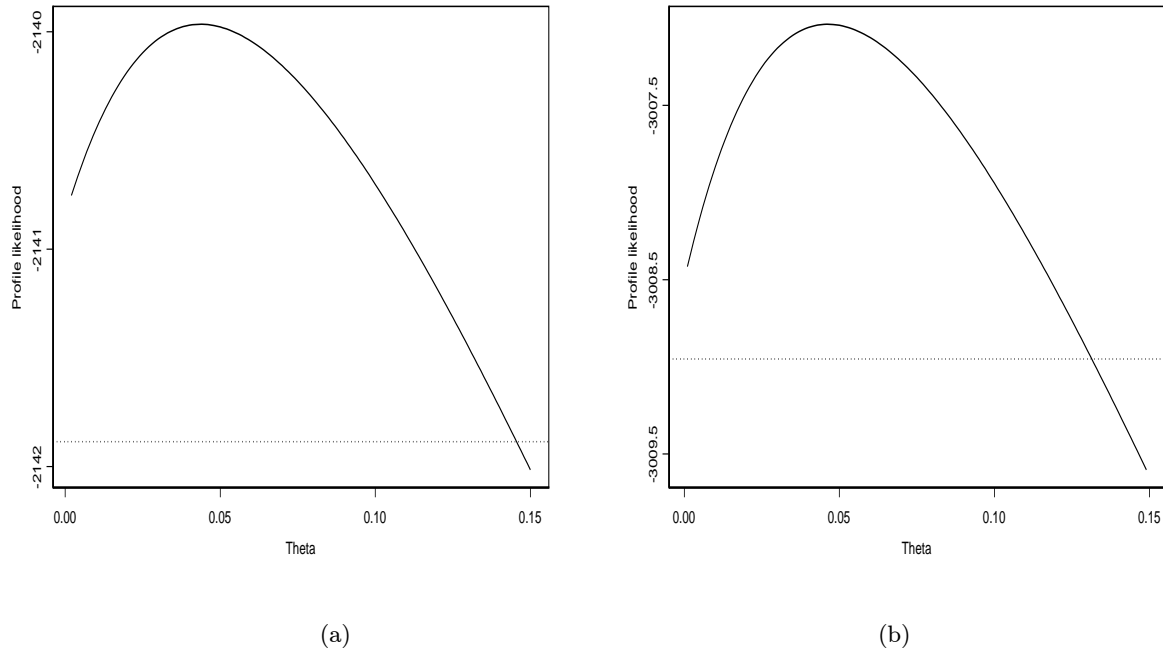 Profile likelihood
-2140
-2141
-2142
0.00 0.05 0.10 0.15
Theta
(a)
Profile likelihood
-3007.5
-3008.5
-3009.5
0.00 0.05 0.10 0.15
Theta
(b)